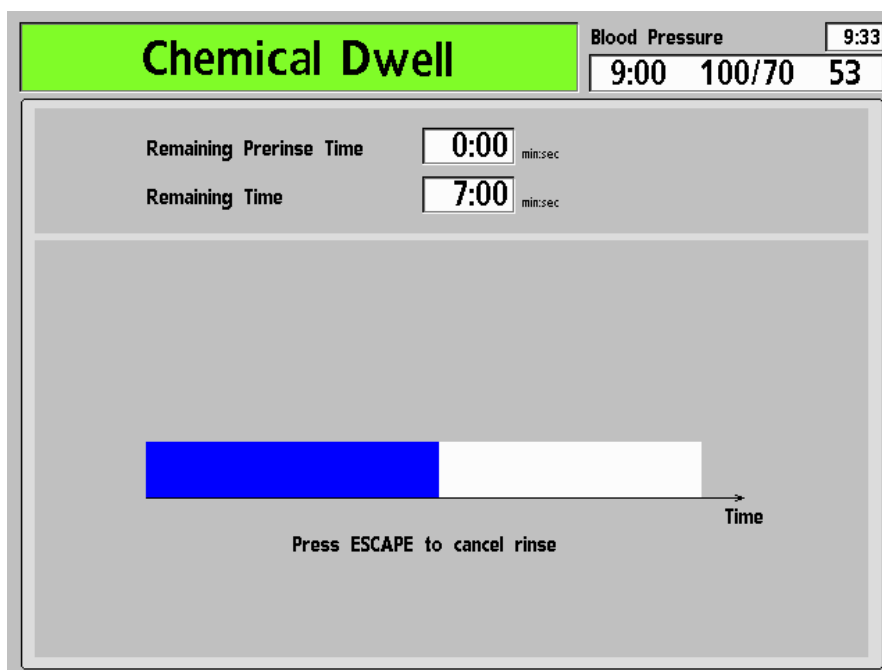 Chemical Dwell
Blood Pressure 9:33
9:00 100/70 53
Remaining Prerinse Time 0:00 min:sec
Remaining Time 7:00 min:sec
Time
Press ESCAPE to cancel rinse